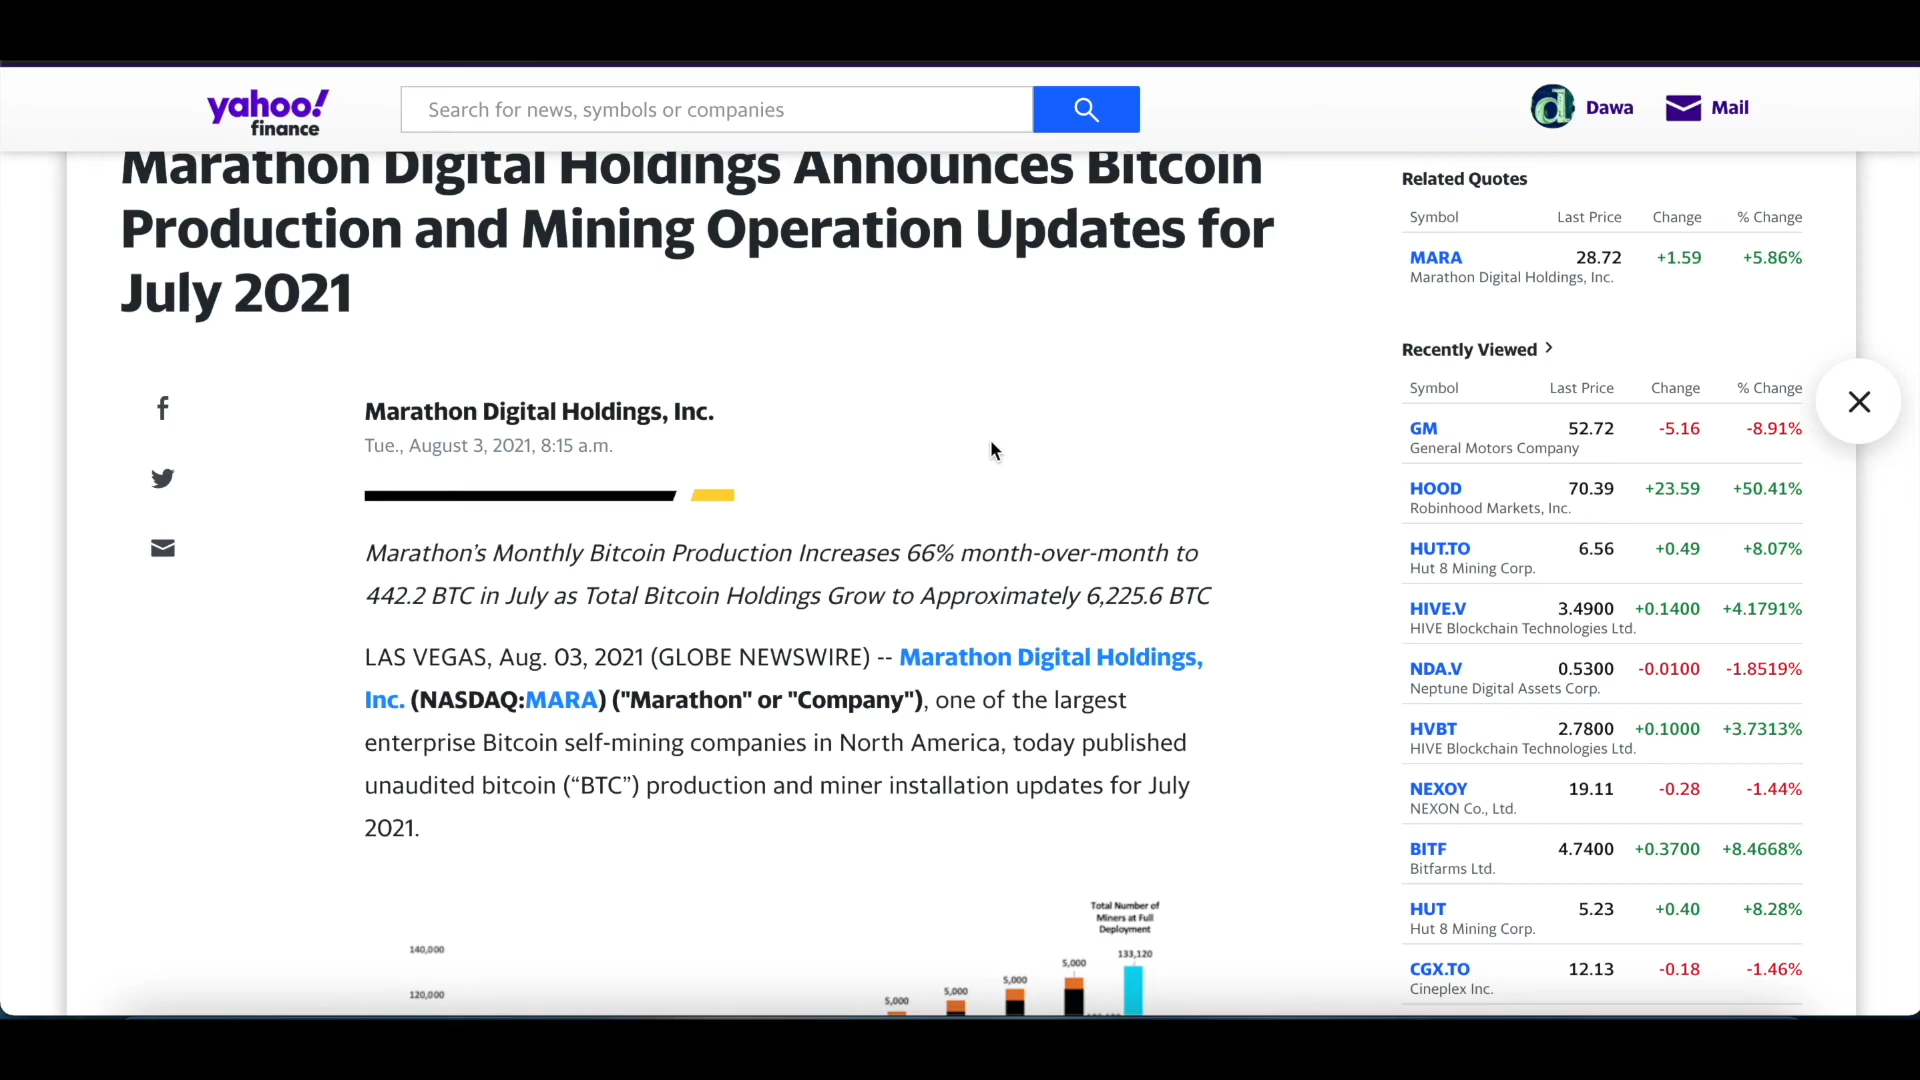 yahoo!
finance
Search for news, symbols or companies
Dawa
Mail
Marathon Digital Holdings Announces Bitcoin
Production and Mining Operation Updates for
July 2021
Marathon Digital Holdings, Inc.
Tue., August 3, 2021, 8:15 a.m.
Marathon’s Monthly Bitcoin Production Increases 66% month-over-month to
442.2 BTC in July as Total Bitcoin Holdings Grow to Approximately 6,225.6 BTC
LAS VEGAS, Aug. 03, 2021 (GLOBE NEWSWIRE) -- Marathon Digital Holdings,
Inc. (NASDAQ:MARA) ("Marathon" or "Company"), one of the largest
enterprise Bitcoin self-mining companies in North America, today published
unaudited bitcoin (“BTC”) production and miner installation updates for July
2021.
Total Number of
Miners at Full
Deployment
140,000
133,120
5,000
5,000
5,000
5,000
120,000
Related Quotes
Symbol Last Price Change % Change
MARA 28.72 +1.59 +5.86%
Marathon Digital Holdings, Inc.
Recently Viewed
Symbol Last Price Change % Change
GM 52.72 -5.16 -8.91%
General Motors Company
HOOD 70.39 +23.59 +50.41%
Robinhood Markets, Inc.
HUT.TO 6.56 +0.49 +8.07%
Hut 8 Mining Corp.
HIVE.V 3.4900 +0.1400 +4.1791%
HIVE Blockchain Technologies Ltd.
NDA.V 0.5300 -0.0100 -1.8519%
Neptune Digital Assets Corp.
HVBT 2.7800 +0.1000 +3.7313%
HIVE Blockchain Technologies Ltd.
NEXOY 19.11 -0.28 -1.44%
NEXON Co., Ltd.
BITF 4.7400 +0.3700 +8.4668%
Bitfarms Ltd.
HUT 5.23 +0.40 +8.28%
Hut 8 Mining Corp.
CGX.TO 12.13 -0.18 -1.46%
Cineplex Inc.